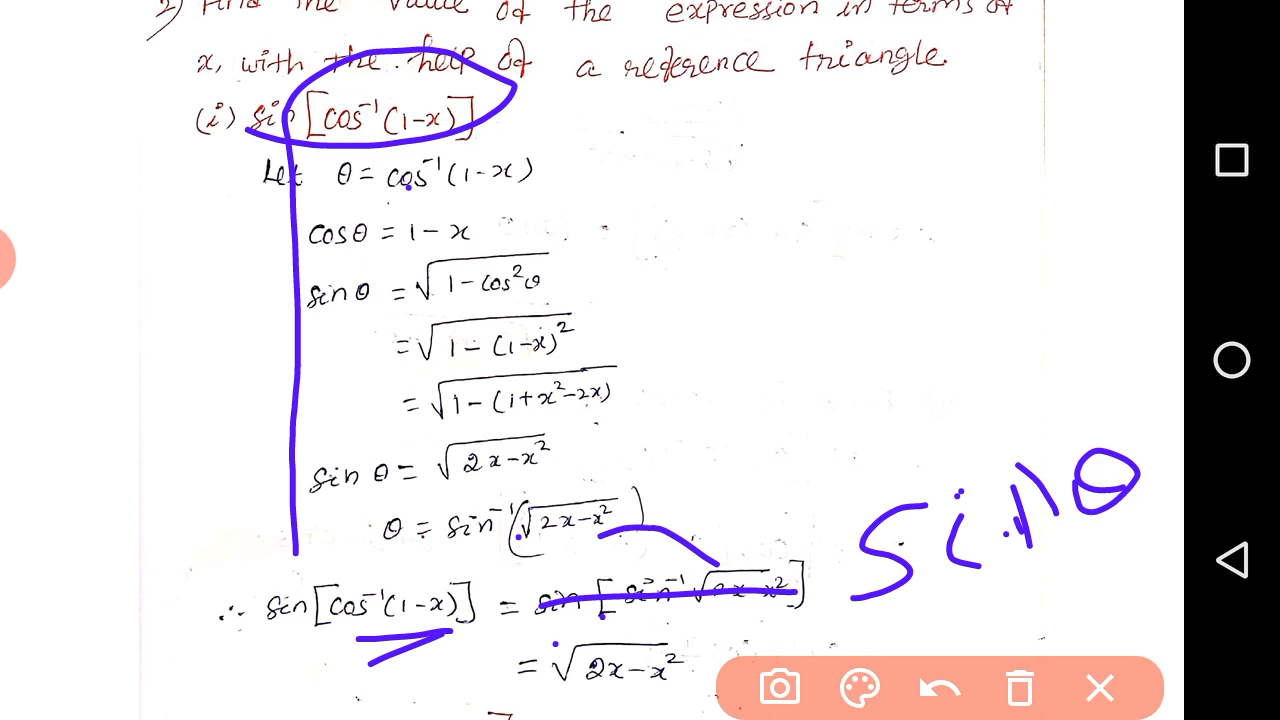 2) Find the value of the expression in terms of
x, with the help of a reference triangle.
(i) sin[cos⁻¹(1-x)]
Let θ = cos⁻¹(1-x)
cosθ = 1-x
sinθ = √(1-cos²θ)
= √(1-(1-x)²)
= √(1-(1+x²-2x))
sinθ = √(2x-x²)
θ = sin⁻¹(√(2x-x²))
∴ sin[cos⁻¹(1-x)] = sin[sin⁻¹√(2x-x²)]
= √(2x-x²)
Sinθ